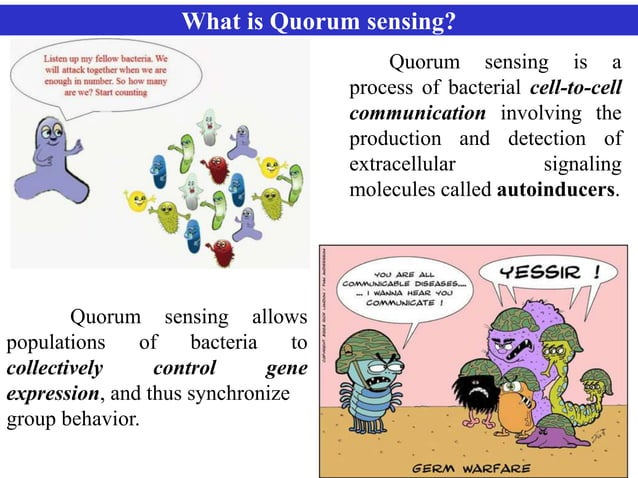 What is Quorum sensing?
Listen up my fellow bacteria. We
will attack together when we are
enough in number. So how many
are we? Start counting
Quorum sensing is a
process of bacterial cell-to-cell
communication involving the
production and detection of
extracellular signaling
molecules called autoinducers.
Quorum sensing allows
populations of bacteria to
collectively control gene
expression, and thus synchronize
group behavior.
YOU ARE ALL
COMMUNICABLE DISEASES....
... I WANNA HEAR YOU
COMMUNICATE !
YESSIR !
GERM WARFARE